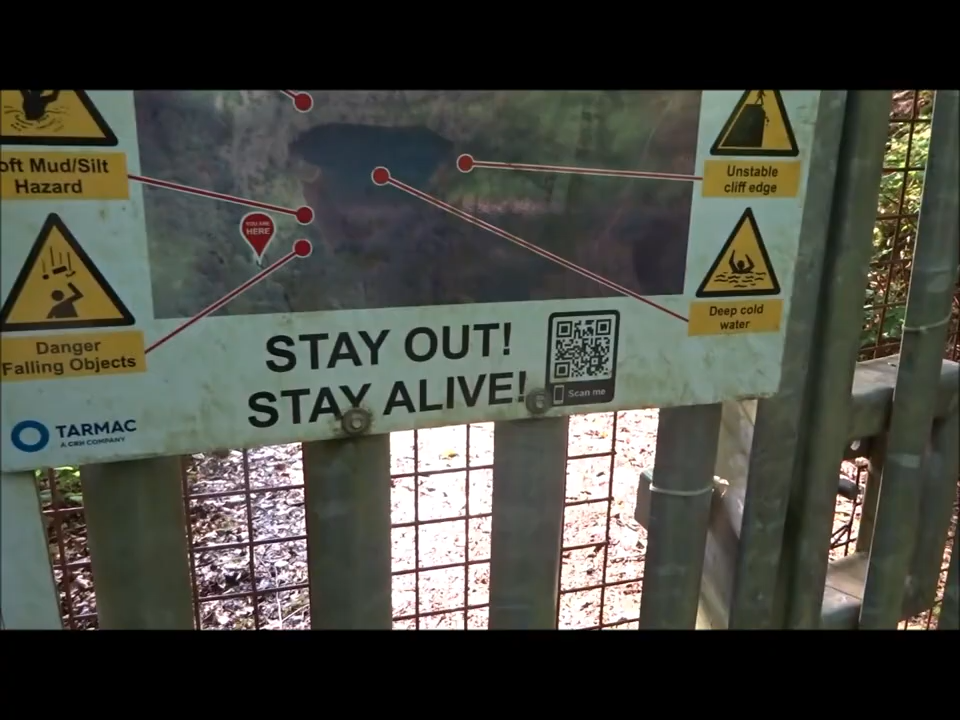 oft Mud/Silt
Hazard
YOU ARE
HERE
Unstable
cliff edge
Danger
Falling Objects
Deep cold
water
STAY OUT!
STAY ALIVE!
Scan me
TARMAC
A CRH COMPANY